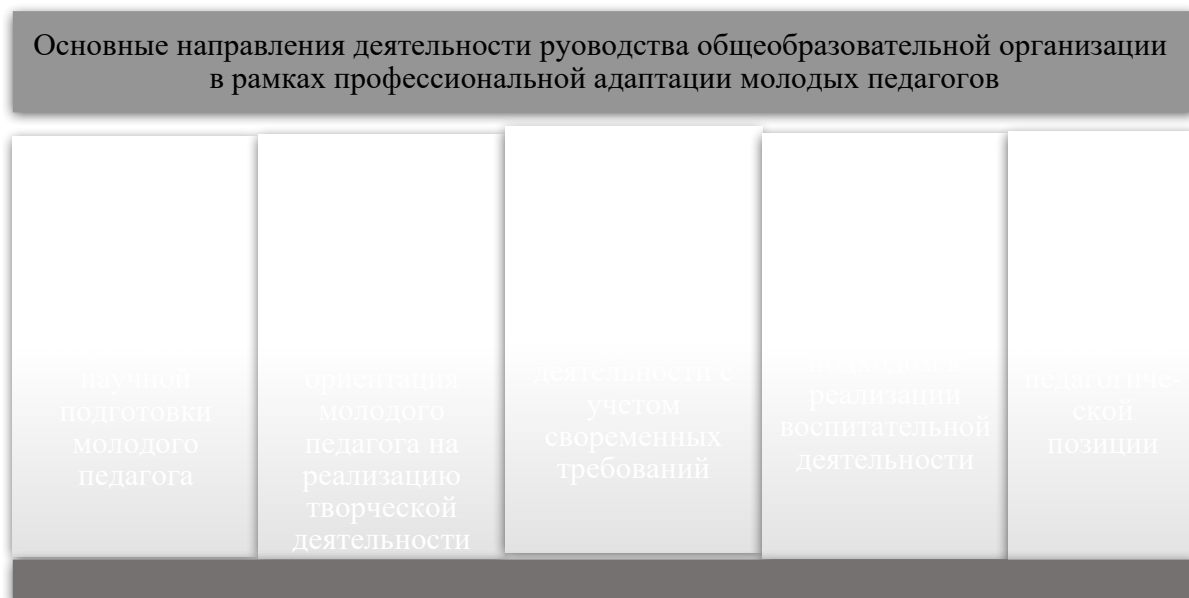 Основные направления деятельности руоводства общеобразовательной организации
в рамках профессиональной адаптации молодых педагогов
научной
подготовки
молодого
педагога
ориентация
молодого
педагога на
реализацию
творческой
деятельности
деятельности с
учетом
своременных
требований
реализации
воспитательной
деятельности
педагогиче-
ской
позиции